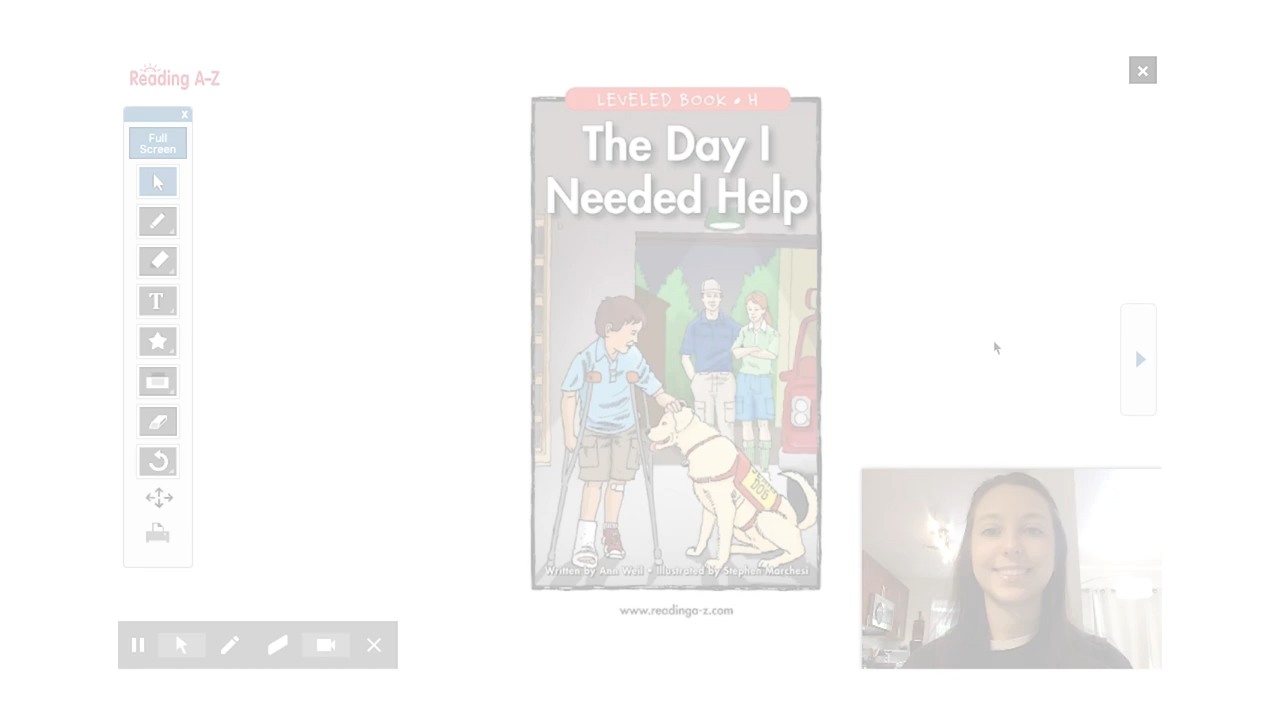 Reading A-Z
x
Full
Screen
T
LEVELED BOOK • H
The Day I
Needed Help
DOG
Written by Ann Weil • Illustrated by Stephen Marchesi
www.readinga-z.com